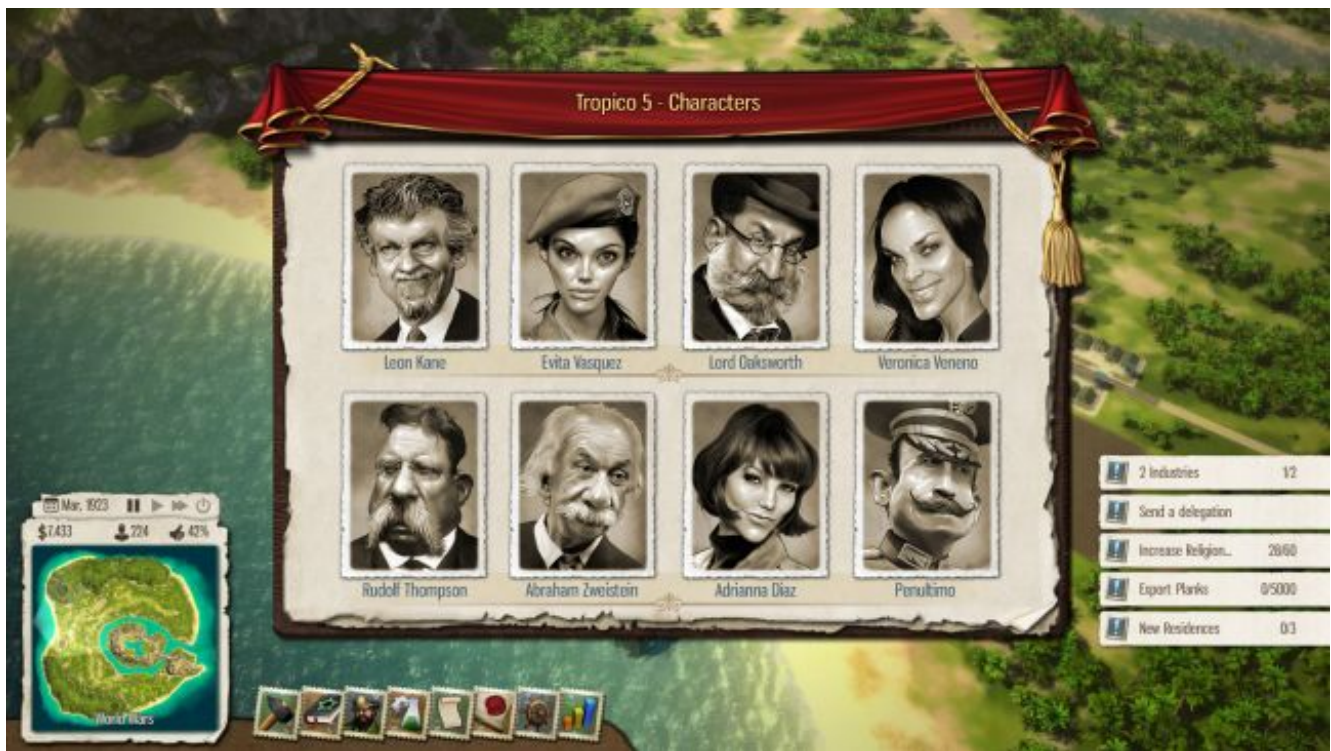 Tropico 5 - Characters
Leon Kane
Evita Vasquez
Lord Oaksworth
Veronica Veneno
Rudolf Thompson
Abraham Zweistein
Adrianna Diaz
Penultimo
Mar, 1923
$7,433
224
42%
World Wars
2 Industries 1/2
Send a delegation
Increase Religion... 28/60
Export Planks 0/5000
New Residences 0/3